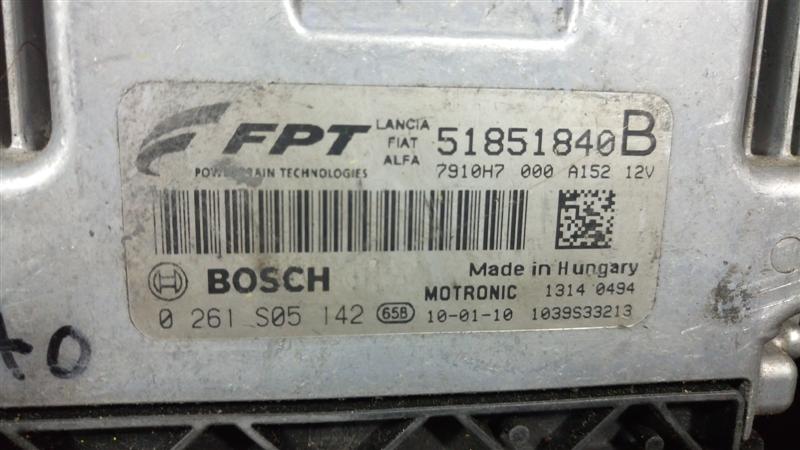 FPT
POWERTRAIN TECHNOLOGIES
LANCIA
FIAT
ALFA
51851840 B
7910H7 000 A152 12V
BOSCH
Made in Hungary
MOTRONIC 1314 0494
0 261 S05 142 65B 10-01-10 1039S33213